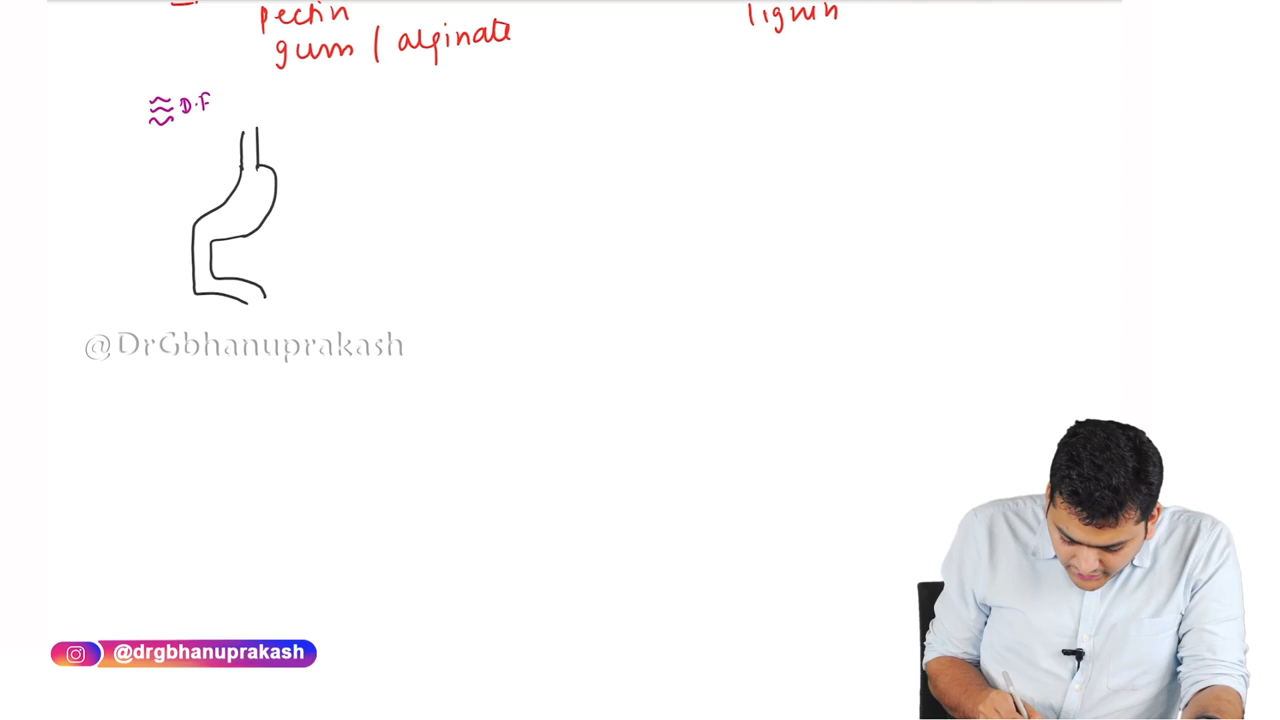 pectin
gum / alginate
lignin
D.F
@DrGbhanuprakash
@drgbhanuprakash